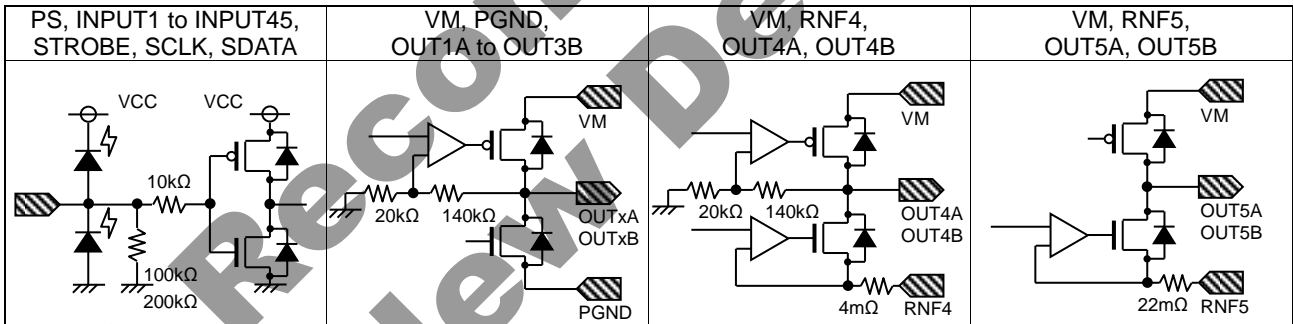 PS, INPUT1 to INPUT45,
STROBE, SCLK, SDATA
VM, PGND,
OUT1A to OUT3B
VM, RNF4,
OUT4A, OUT4B
VM, RNF5,
OUT5A, OUT5B
VCC
VCC
10kΩ
100kΩ
200kΩ
VM
20kΩ
140kΩ
OUTxA
OUTxB
PGND
VM
20kΩ
140kΩ
OUT4A
OUT4B
4mΩ
RNF4
VM
OUT5A
OUT5B
22mΩ
RNF5